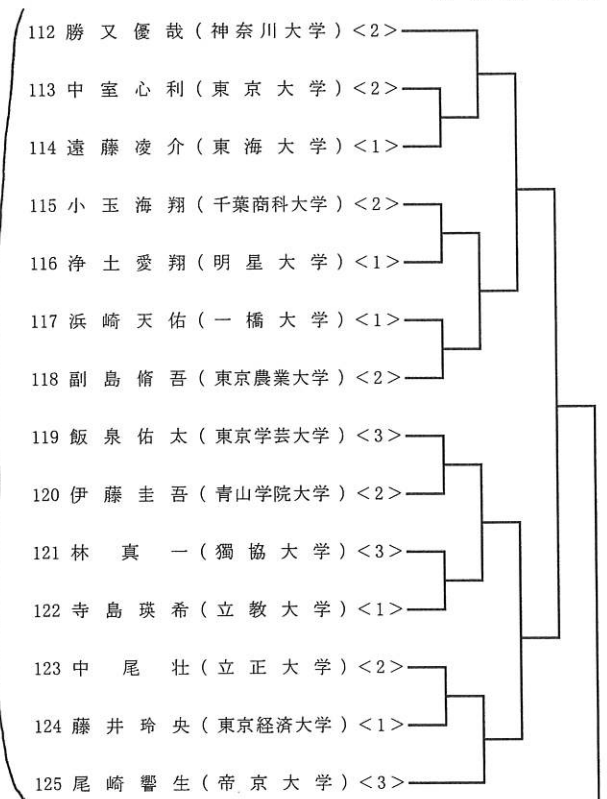 112 勝又優哉(神奈川大学)<2>
113 中室心利(東京大学)<2>
114 遠藤凌介(東海大学)<1>
115 小玉海翔(千葉商科大学)<2>
116 浄土愛翔(明星大学)<1>
117 浜崎天佑(一橋大学)<1>
118 副島脩吾(東京農業大学)<2>
119 飯泉佑太(東京学芸大学)<3>
120 伊藤圭吾(青山学院大学)<2>
121 林真一(獨協大学)<3>
122 寺島瑛希(立教大学)<1>
123 中尾壮(立正大学)<2>
124 藤井玲央(東京経済大学)<1>
125 尾崎響生(帝京大学)<3>